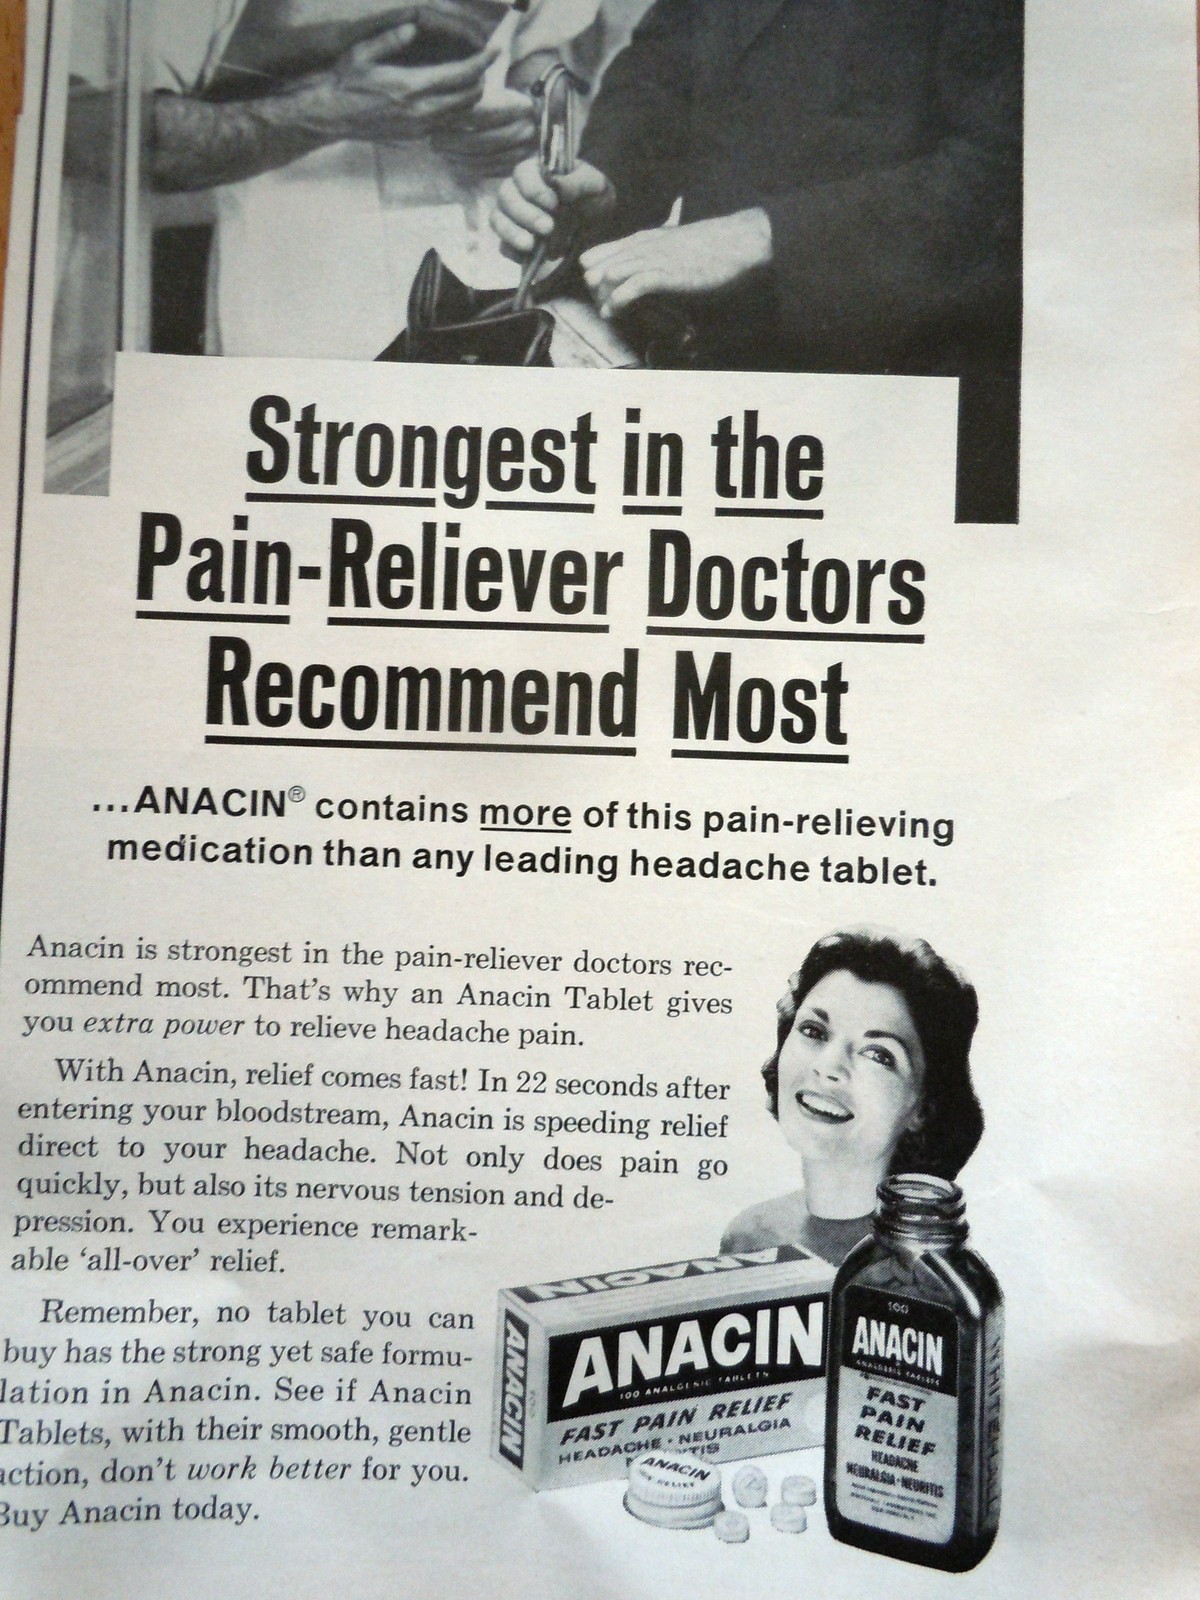 Strongest in the
Pain-Reliever Doctors
Recommend Most
...ANACIN® contains more of this pain-relieving
medication than any leading headache tablet.
Anacin is strongest in the pain-reliever doctors rec-
ommend most. That's why an Anacin Tablet gives
you extra power to relieve headache pain.
With Anacin, relief comes fast! In 22 seconds after
entering your bloodstream, Anacin is speeding relief
direct to your headache. Not only does pain go
quickly, but also its nervous tension and de-
pression. You experience remark-
able 'all-over' relief.
Remember, no tablet you can
buy has the strong yet safe formu-
lation in Anacin. See if Anacin
Tablets, with their smooth, gentle
action, don't work better for you.
Buy Anacin today.
ANACIN
ANACIN
ANACIN
100 ANALGESIC TABLETS
FAST PAIN RELIEF
HEADACHE · NEURALGIA
ANACIN
100
ANACIN
ANALGESIC TABLETS
FAST
PAIN
RELIEF
HEADACHE
NEURALGIA · NEURITIS
WHITEHALL